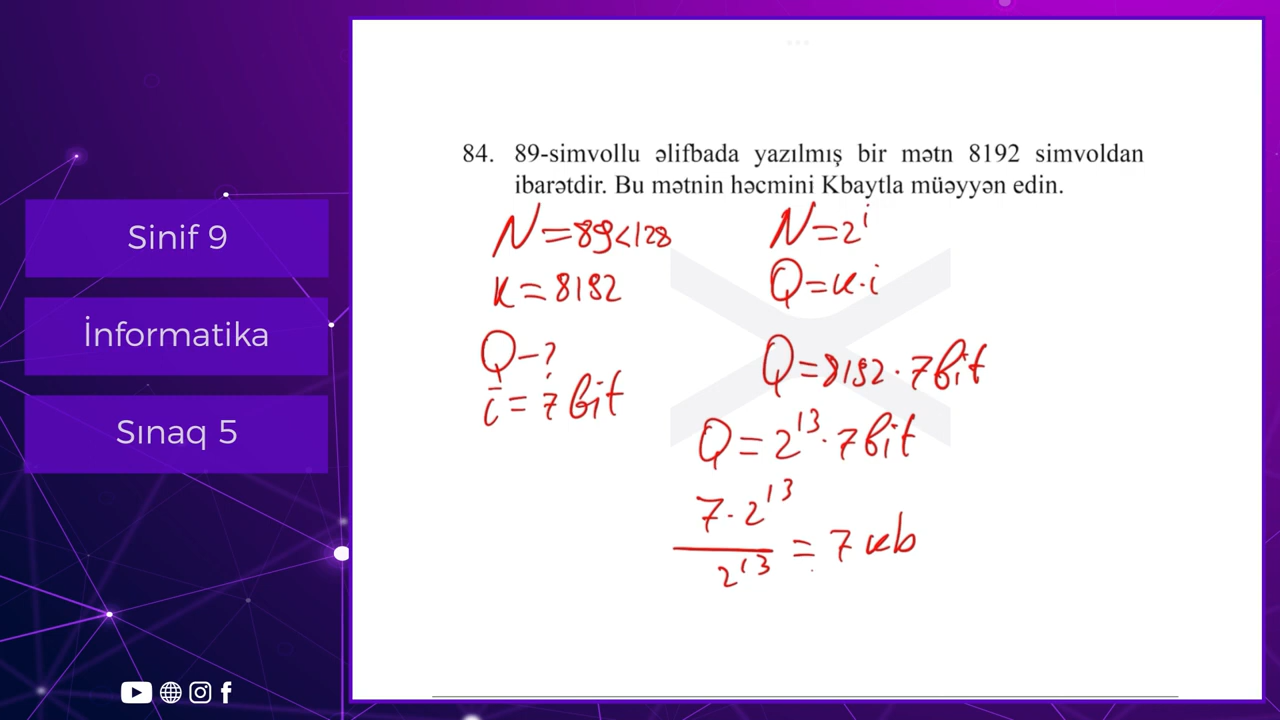 Sinif 9
İnformatika
Sınaq 5
84. 89-simvollu əlifbada yazılmış bir mətn 8192 simvoldan
ibarətdir. Bu mətnin həcmini Kbaytla müəyyən edin.
N=89<128
K=8192
Q-?
i=7bit
N=2^i
Q=K·i
Q=8192·7bit
Q=2^13·7bit
7·2^13
2^13
=7kb